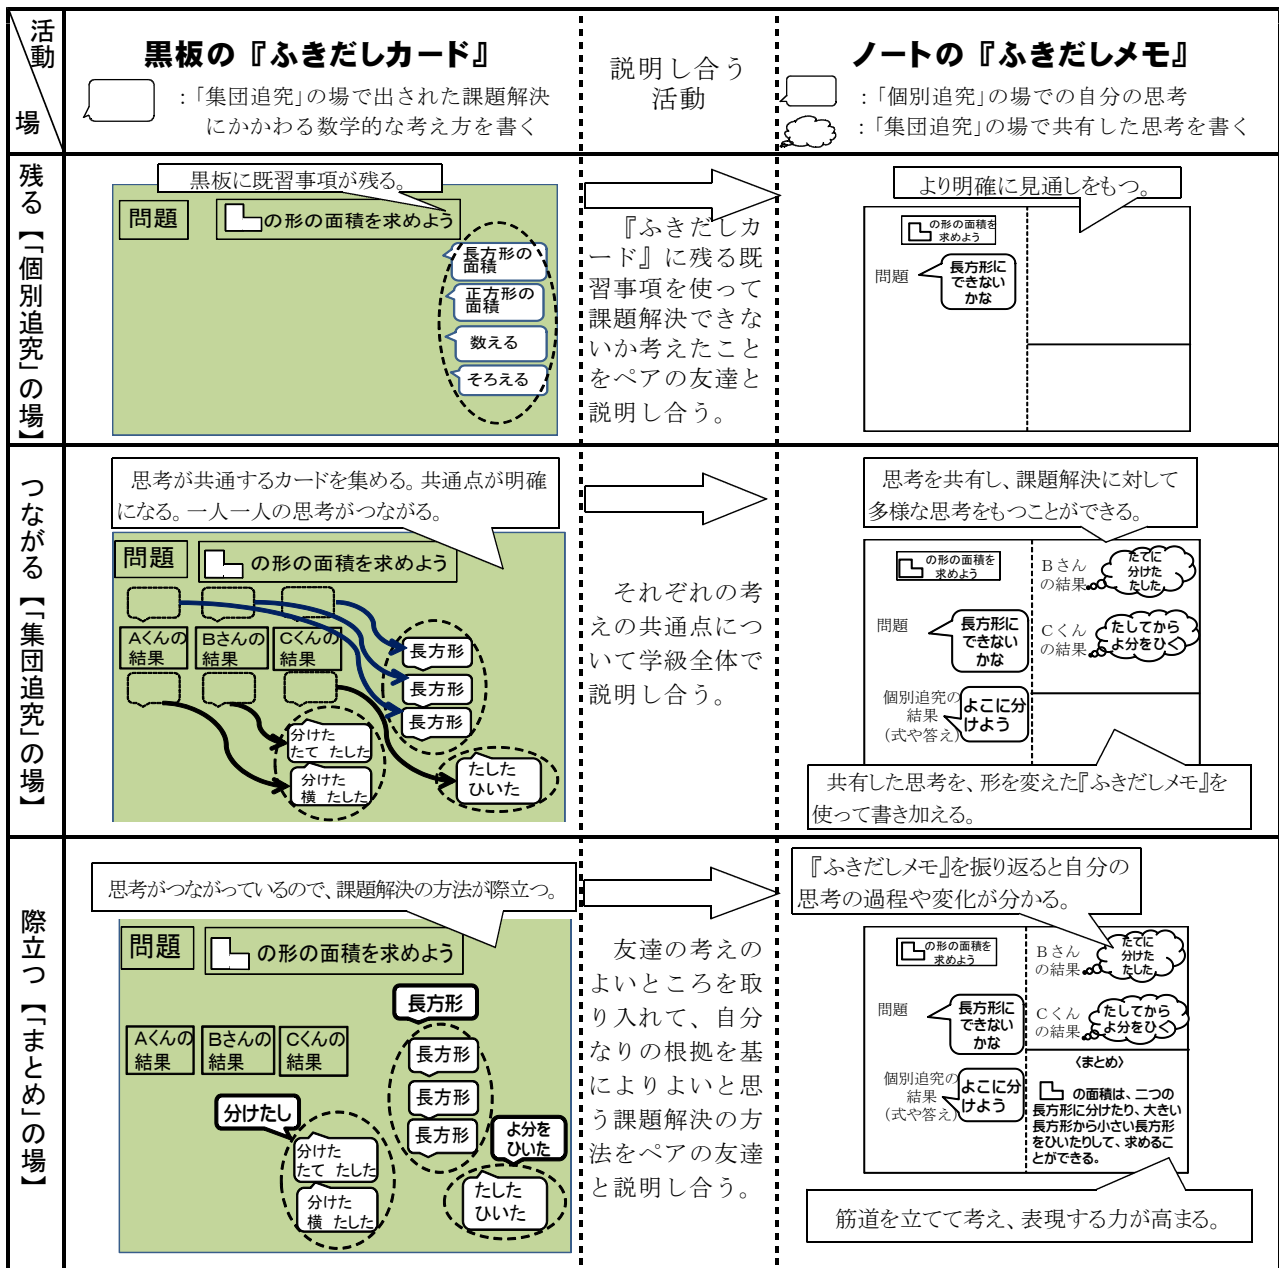 活動
場
黒板の『ふきだしカード』
：「集団追究」の場で出された課題解決
にかかわる数学的な考え方を書く
説明し合う
活動
ノートの『ふきだしメモ』
：「個別追究」の場での自分の思考
：「集団追究」の場で共有した思考を書く
残る【「個別追究」の場】
黒板に既習事項が残る。
問題
の形の面積を求めよう
長方形の
面積
正方形の
面積
数える
そろえる
『ふきだしカ
ード』に残る既
習事項を使って
課題解決できな
いか考えたこと
をペアの友達と
説明し合う。
より明確に見通しをもつ。
の形の面積を
求めよう
問題
長方形に
できない
かな
つながる【「集団追究」の場】
思考が共通するカードを集める。共通点が明確
になる。一人一人の思考がつながる。
問題
の形の面積を求めよう
Aくんの
結果
Bさんの
結果
Cくんの
結果
長方形
長方形
長方形
分けた
たて たした
分けた
横 たした
たした
ひいた
それぞれの考
えの共通点につ
いて学級全体で
説明し合う。
思考を共有し、課題解決に対して
多様な思考をもつことができる。
の形の面積を
求めよう
問題
長方形に
できない
かな
個別追究の
結果
(式や答え)
よこに分
けよう
Bさん
の結果
たてに
分けた
たした
Cくん
の結果
たしてから
よ分をひく
共有した思考を、形を変えた『ふきだしメモ』を
使って書き加える。
際立つ【「まとめ」の場】
思考がつながっているので、課題解決の方法が際立つ。
問題
の形の面積を求めよう
Aくんの
結果
Bさんの
結果
Cくんの
結果
長方形
長方形
長方形
長方形
分けたし
分けた
たて たした
分けた
横 たした
よ分を
ひいた
たした
ひいた
友達の考えの
よいところを取
り入れて、自分
なりの根拠を基
によりよいと思
う課題解決の方
法をペアの友達
と説明し合う。
『ふきだしメモ』を振り返ると自分の
思考の過程や変化が分かる。
の形の面積を
求めよう
問題
長方形に
できない
かな
個別追究の
結果
(式や答え)
よこに分
けよう
Bさん
の結果
たてに
分けた
たした
Cくん
の結果
たしてから
よ分をひく
〈まとめ〉
の面積は、二つの
長方形に分けたり、大きい
長方形から小さい長方形
をひいたりして、求めるこ
とができる。
筋道を立てて考え、表現する力が高まる。